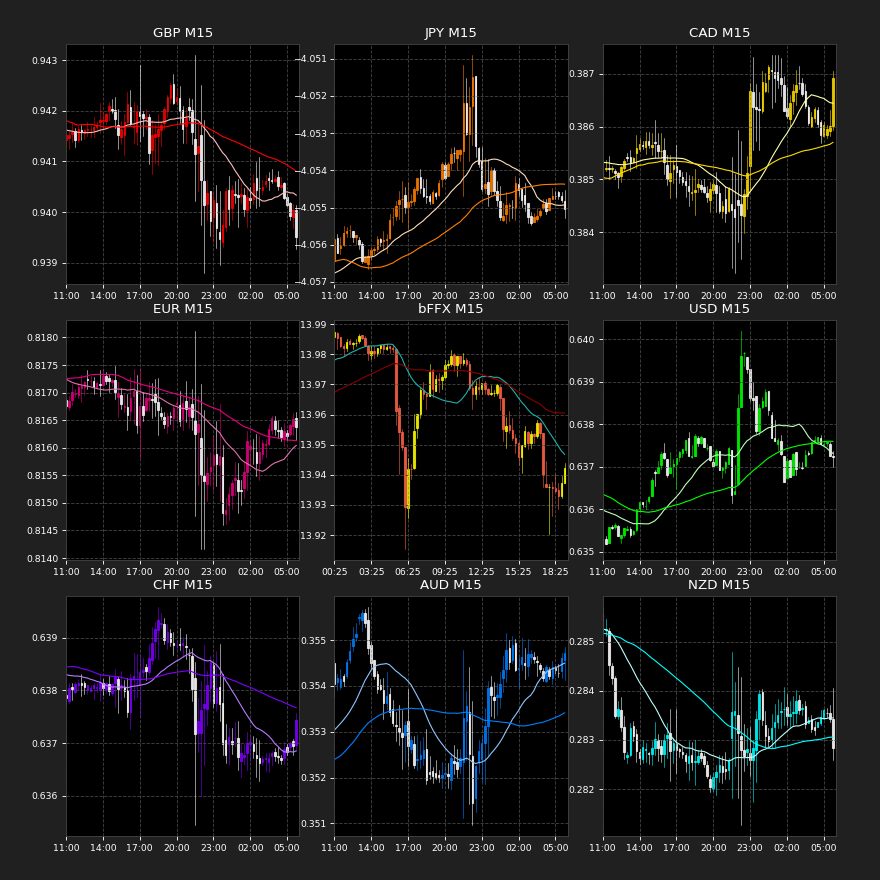 GBP M15
JPY M15
CAD M15
0.943
0.942
0.941
0.940
0.939
−4.051
−4.052
−4.053
−4.054
−4.055
−4.056
−4.057
0.387
0.386
0.385
0.384
11:00 14:00 17:00 20:00 23:00 02:00 05:00
11:00 14:00 17:00 20:00 23:00 02:00 05:00
11:00 14:00 17:00 20:00 23:00 02:00 05:00
EUR M15
bFFX M15
USD M15
0.8180
0.8175
0.8170
0.8165
0.8160
0.8155
0.8150
0.8145
0.8140
13.99
13.98
13.97
13.96
13.95
13.94
13.93
13.92
0.640
0.639
0.638
0.637
0.636
0.635
11:00 14:00 17:00 20:00 23:00 02:00 05:00
00:25 03:25 06:25 09:25 12:25 15:25 18:25
11:00 14:00 17:00 20:00 23:00 02:00 05:00
CHF M15
AUD M15
NZD M15
0.639
0.638
0.637
0.636
0.355
0.354
0.353
0.352
0.351
0.285
0.284
0.283
0.282
11:00 14:00 17:00 20:00 23:00 02:00 05:00
11:00 14:00 17:00 20:00 23:00 02:00 05:00
11:00 14:00 17:00 20:00 23:00 02:00 05:00